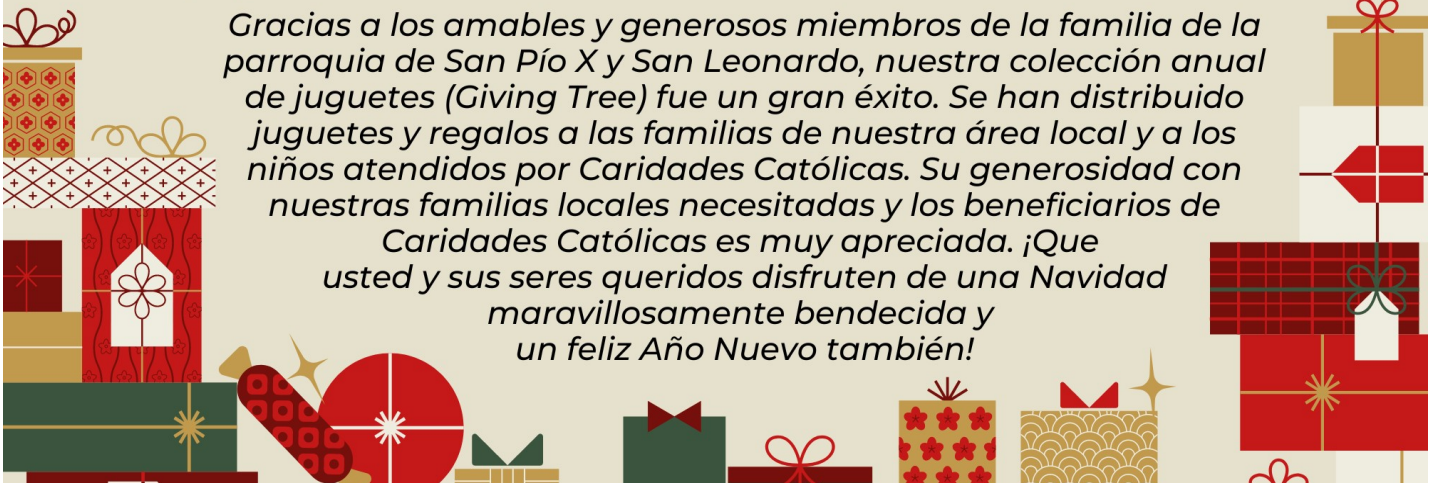 Gracias a los amables y generosos miembros de la familia de la
parroquia de San Pío X y San Leonardo, nuestra colección anual
de juguetes (Giving Tree) fue un gran éxito. Se han distribuido
juguetes y regalos a las familias de nuestra área local y a los
niños atendidos por Caridades Católicas. Su generosidad con
nuestras familias locales necesitadas y los beneficiarios de
Caridades Católicas es muy apreciada. ¡Que
usted y sus seres queridos disfruten de una Navidad
maravillosamente bendecida y
un feliz Año Nuevo también!